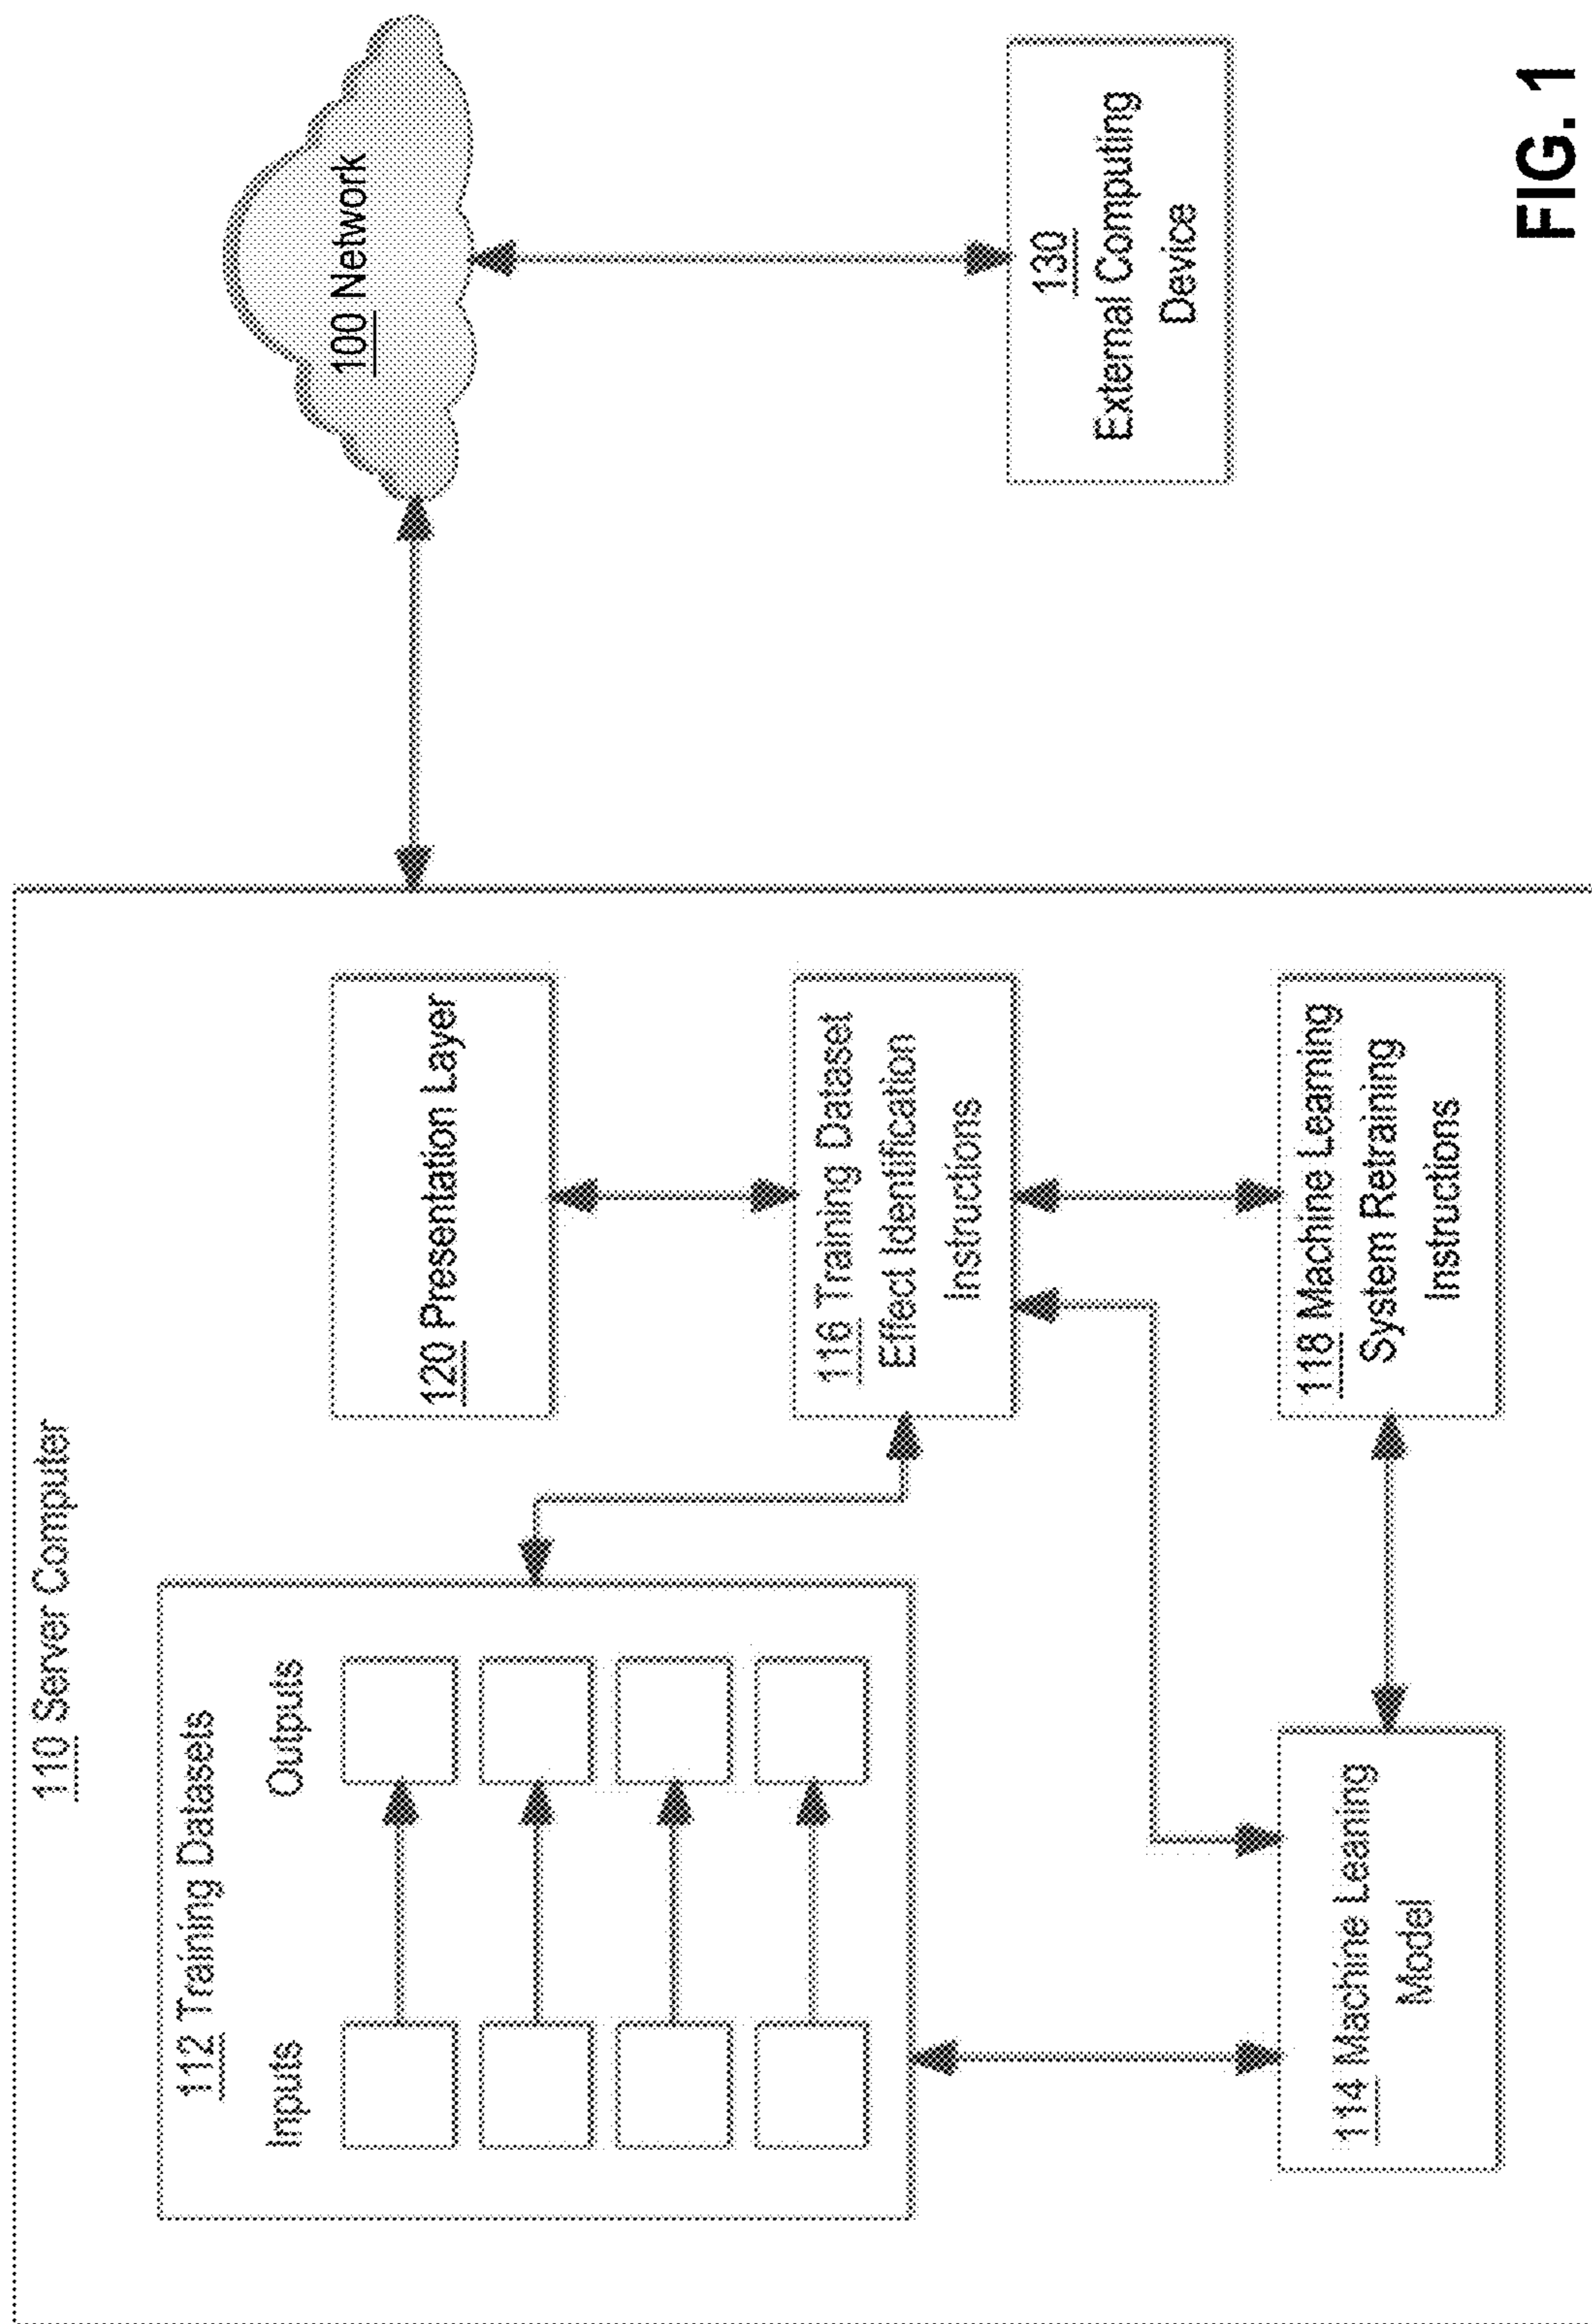 110 Server Computer
112 Training Datasets
Inputs
Outputs
114 Machine Leaning
Model
120 Presentation Layer
116 Training Dataset
Effect Identification
Instructions
118 Machine Learning
System Retraining
Instructions
100 Network
130
External Computing
Device
FIG. 1